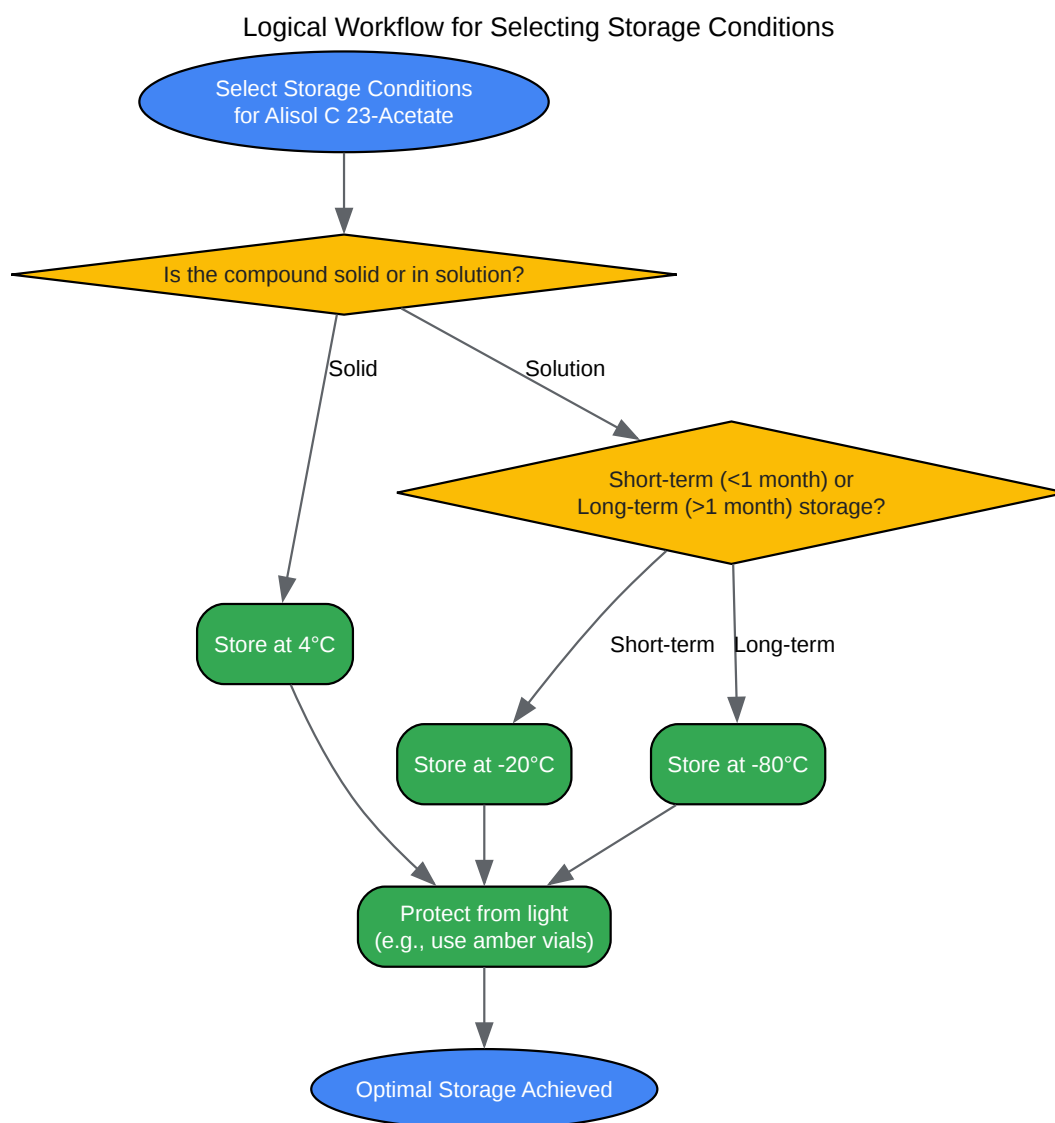 Logical Workflow for Selecting Storage Conditions
Select Storage Conditions
for Alisol C 23-Acetate
Is the compound solid or in solution?
Solid
Solution
Short-term (<1 month) or
Long-term (>1 month) storage?
Store at 4°C
Short-term
Long-term
Store at -20°C
Store at -80°C
Protect from light
(e.g., use amber vials)
Optimal Storage Achieved